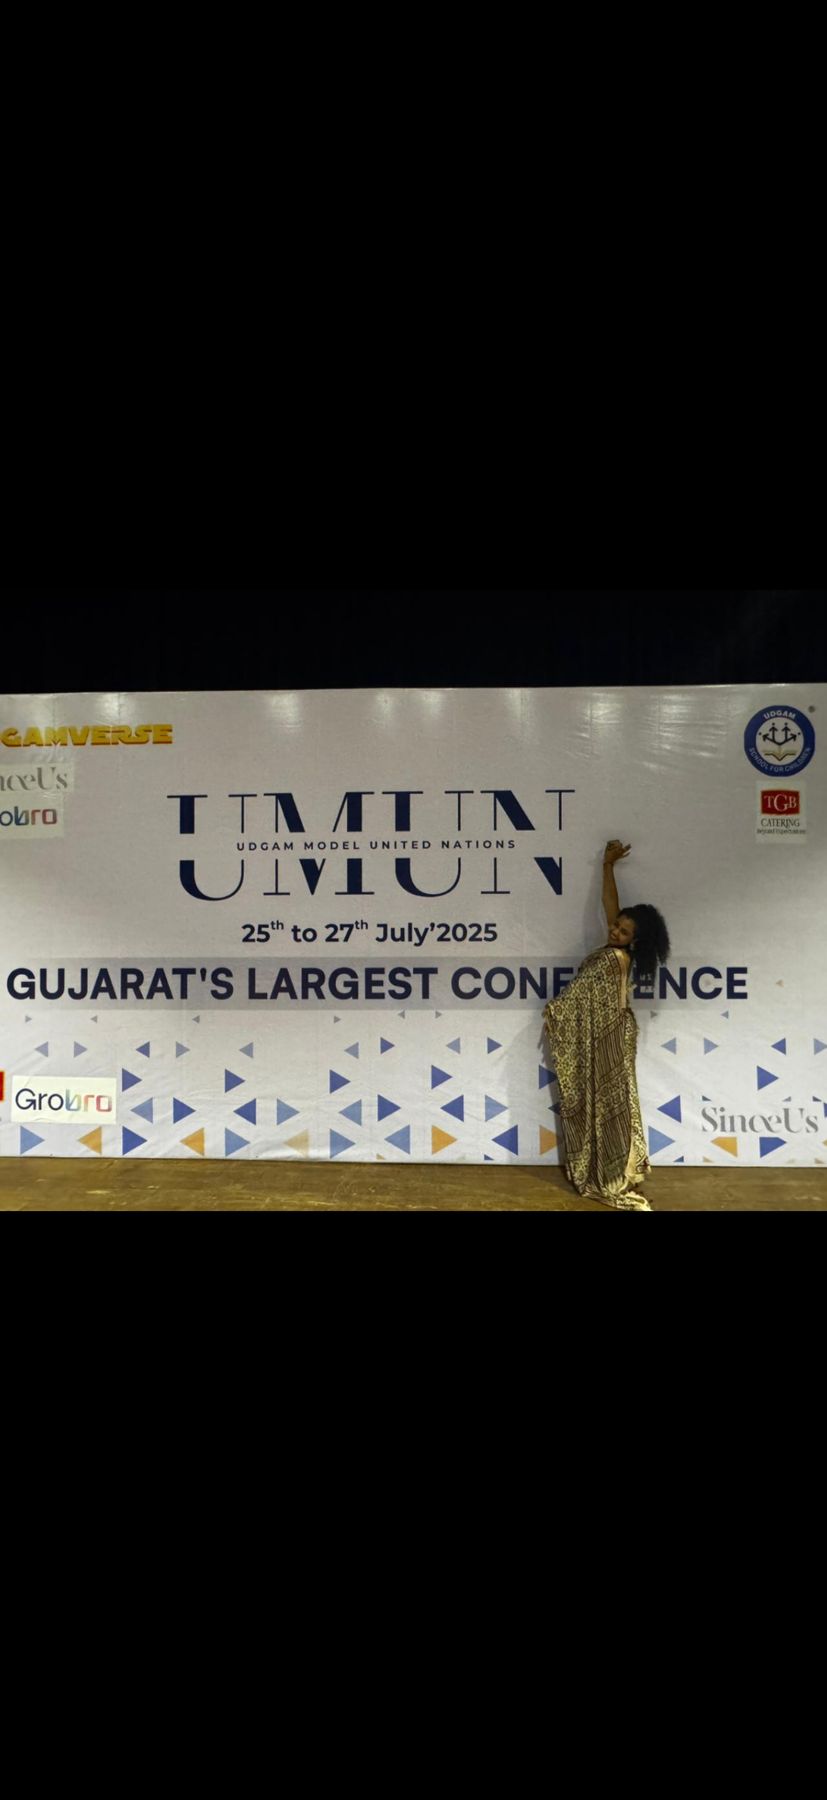 GAMVERSE
nceUs
obro
UDGAM
SCHOOL FOR CHILDREN
®
TGB
CATERING
UMUN
UDGAM MODEL UNITED NATIONS
25th to 27th July'2025
GUJARAT'S LARGEST CONF ENCE
Grobro
SinceUs